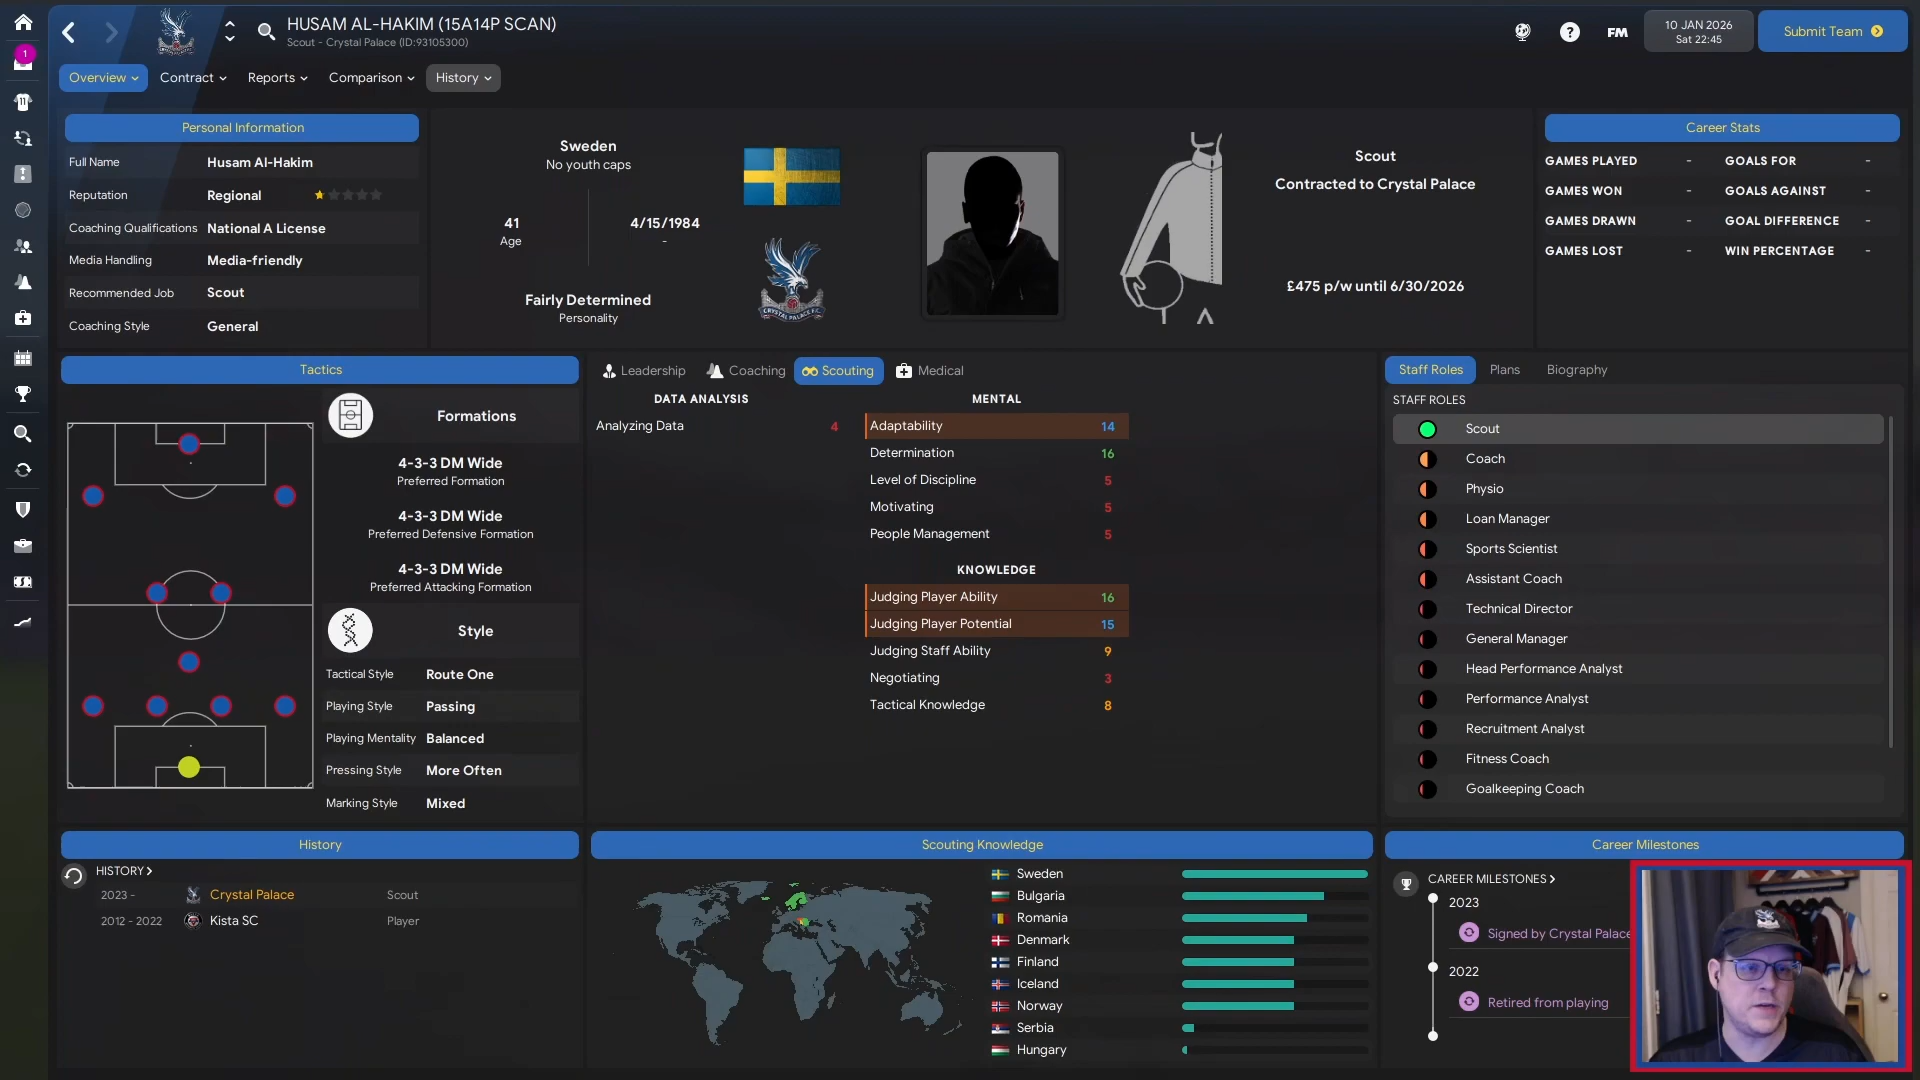 HUSAM AL-HAKIM (15A14P SCAN)
Scout - Crystal Palace (ID:93105300)
FM
10 JAN 2026
Sat 22:45
Submit Team
1
Overview
Contract
Reports
Comparison
History
Personal Information
Full Name Husam Al-Hakim
Reputation Regional
Coaching Qualifications National A License
Media Handling Media-friendly
Recommended Job Scout
Coaching Style General
Sweden
No youth caps
41
Age
4/15/1984
-
Fairly Determined
Personality
CRYSTAL PALACE F.C.
Scout
Contracted to Crystal Palace
£475 p/w until 6/30/2026
Career Stats
GAMES PLAYED - GOALS FOR -
GAMES WON - GOALS AGAINST -
GAMES DRAWN - GOAL DIFFERENCE -
GAMES LOST - WIN PERCENTAGE -
Tactics
Formations
4-3-3 DM Wide
Preferred Formation
4-3-3 DM Wide
Preferred Defensive Formation
4-3-3 DM Wide
Preferred Attacking Formation
Style
Tactical Style Route One
Playing Style Passing
Playing Mentality Balanced
Pressing Style More Often
Marking Style Mixed
Leadership
Coaching
Scouting
Medical
DATA ANALYSIS
Analyzing Data 4
MENTAL
Adaptability 14
Determination 16
Level of Discipline 5
Motivating 5
People Management 5
KNOWLEDGE
Judging Player Ability 16
Judging Player Potential 15
Judging Staff Ability 9
Negotiating 3
Tactical Knowledge 8
Staff Roles
Plans
Biography
STAFF ROLES
Scout
Coach
Physio
Loan Manager
Sports Scientist
Assistant Coach
Technical Director
General Manager
Head Performance Analyst
Performance Analyst
Recruitment Analyst
Fitness Coach
Goalkeeping Coach
History
HISTORY
2023 - Crystal Palace Scout
2012 - 2022 Kista SC Player
Scouting Knowledge
Sweden
Bulgaria
Romania
Denmark
Finland
Iceland
Norway
Serbia
Hungary
Career Milestones
CAREER MILESTONES
2023
Signed by Crystal Palace
2022
Retired from playing